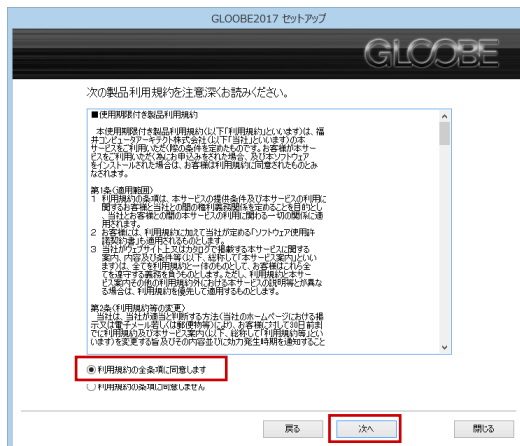 GLOOBE2017 セットアップ
GLOOBE
次の製品利用規約を注意深くお読みください。
■使用期限付き製品利用規約
本使用期限付き製品利用規約(以下「利用規約」といいます)は、福
井コンピュータアーキテクト株式会社(以下「当社」といいます)の本
サービスをご利用いただく際の条件を定めたものです。お客様が本サー
ビスをご利用いただく為にお申込みをされた場合、及び本ソフトウェア
をインストールされた場合は、お客様は利用規約に同意されたものとみ
なされます。
第1条(適用範囲)
1 利用規約の条項は、本サービスの提供条件及び本サービスの利用に
関するお客様と当社との間の権利義務関係を定めることを目的とし
、当社とお客様との間の本サービスの利用に関わる一切の関係に適
用されます。
2 お客様には、利用規約に加えて当社が定める「ソフトウェア使用許
諾契約書」も適用されるものとします。
3 当社がウェブサイト上又はカタログで掲載する本サービスに関する
案内、内容及び条件等(以下、総称して「本サービス案内」といい
ます)は、全て利用規約と一体のものとして、お客様はこれら全
てを遵守する義務を負うものとします。ただし、利用規約と本サー
ビス案内その他の利用規約外における本サービスの説明等とが異な
る場合は、利用規約を優先して適用するものとします。
第2条(利用規約等の変更)
当社は、当社が適当と判断する方法(当社のホームページにおける掲
示又は電子メール若しくは郵便物等)により、お客様に対して30日前ま
でに利用規約及び本サービス案内(以下、総称して「利用規約等」とい
います)を変更する旨及びその内容並びに効力発生時期を通知すること
利用規約の全条項に同意します
利用規約の条項に同意しません
戻る
次へ
閉じる